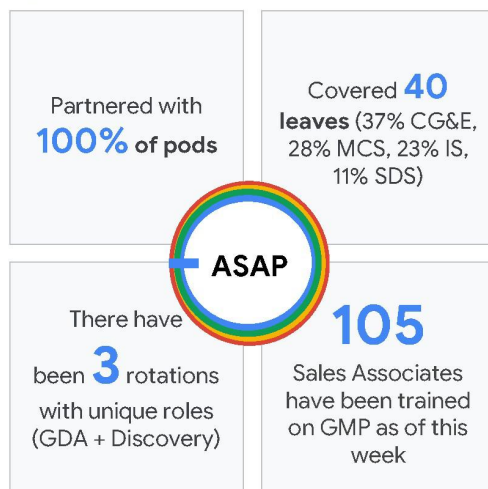 Partnered with
100% of pods
Covered 40
leaves (37% CG&E,
28% MCS, 23% IS,
11% SDS)
ASAP
There have
been 3 rotations
with unique roles
(GDA + Discovery)
105
Sales Associates
have been trained
on GMP as of this
week